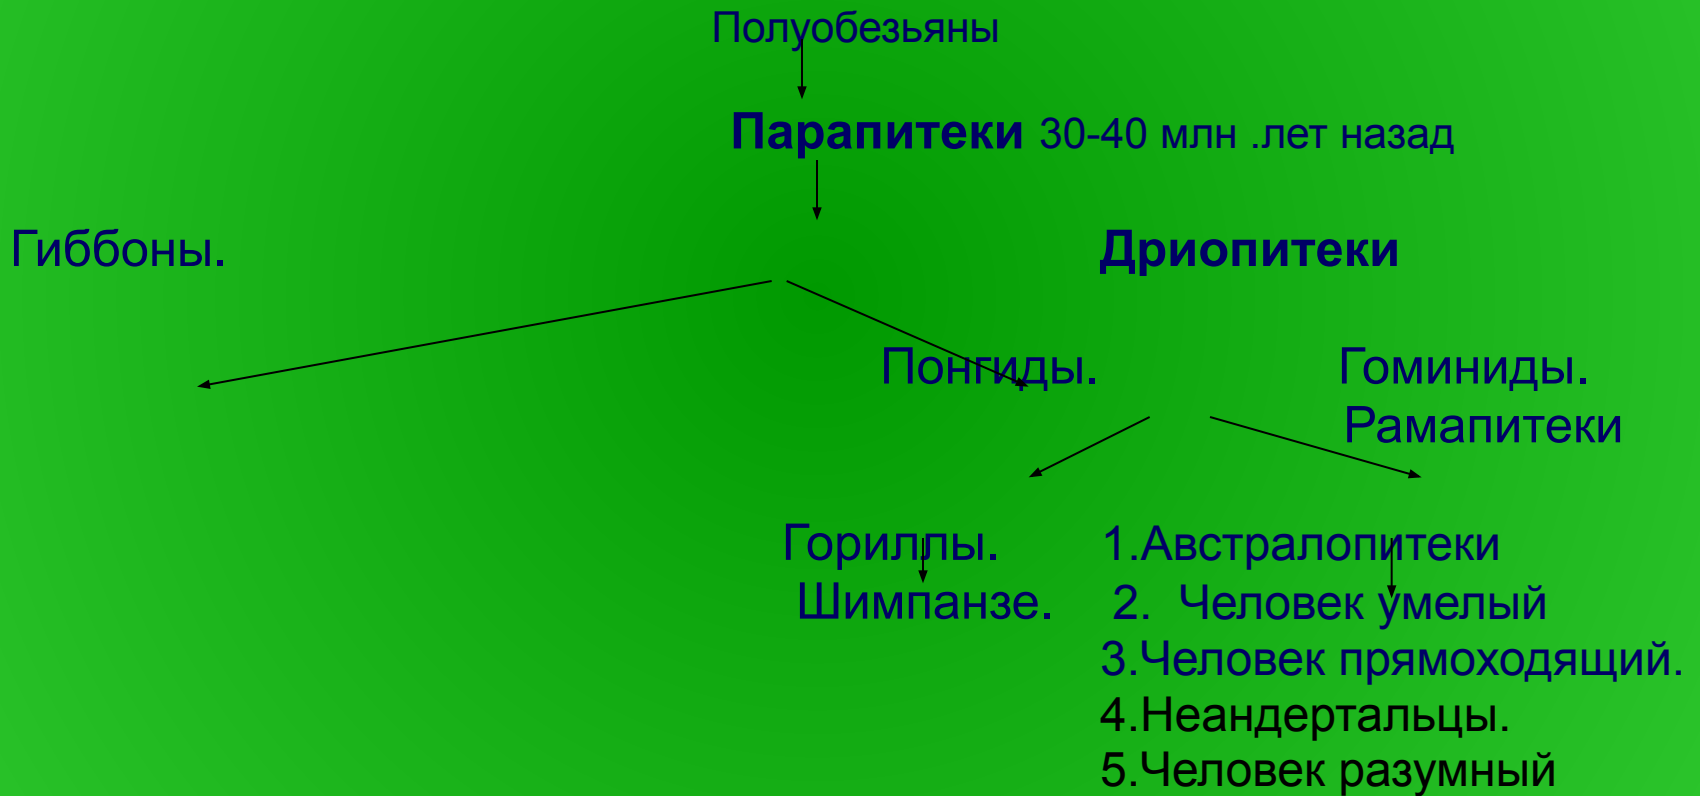 Полуобезьяны
Парапитеки 30-40 млн .лет назад
Гиббоны. Дриопитеки
Понгиды. Гоминиды.
Рамапитеки
Гориллы. 1.Австралопитеки
Шимпанзе. 2. Человек умелый
3.Человек прямоходящий.
4.Неандертальцы.
5.Человек разумный